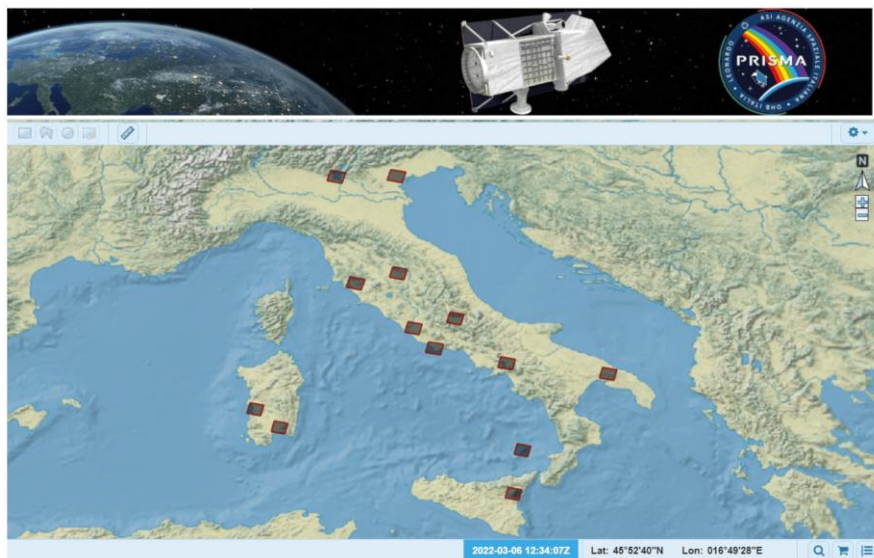 ASI AGENZIA SPAZIALE ITALIANA
LEONARDO
PRISMA
OHB ITALIA
N
2022-03-06 12:34:07Z Lat: 45°52'40"N Lon: 016°49'28"E